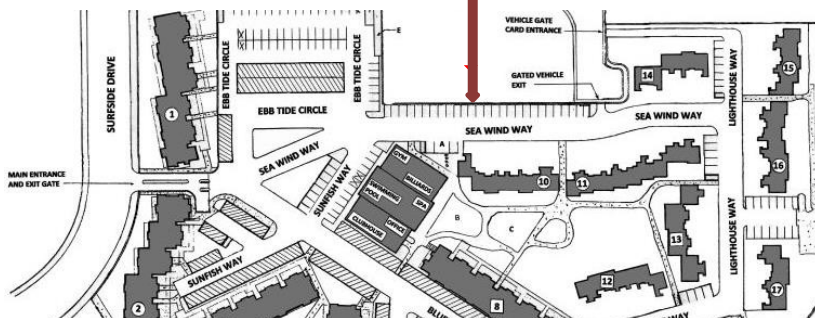 VEHICLE GATE
CARD ENTRANCE
E
EBB TIDE CIRCLE
EBB TIDE CIRCLE
SURFSIDE DRIVE
1
14
15
LIGHTHOUSE WAY
GATED VEHICLE
EXIT
EBB TIDE CIRCLE
SEA WIND WAY
SEA WIND WAY
SEA WIND WAY
A
GYM
BILLIARDS
SWIMMING
POOL
SPA
OFFICE
CLUBHOUSE
MAIN ENTRANCE
AND EXIT GATE
SUNFISH WAY
10
11
16
B
C
13
LIGHTHOUSE WAY
SUNFISH WAY
12
17
2
8